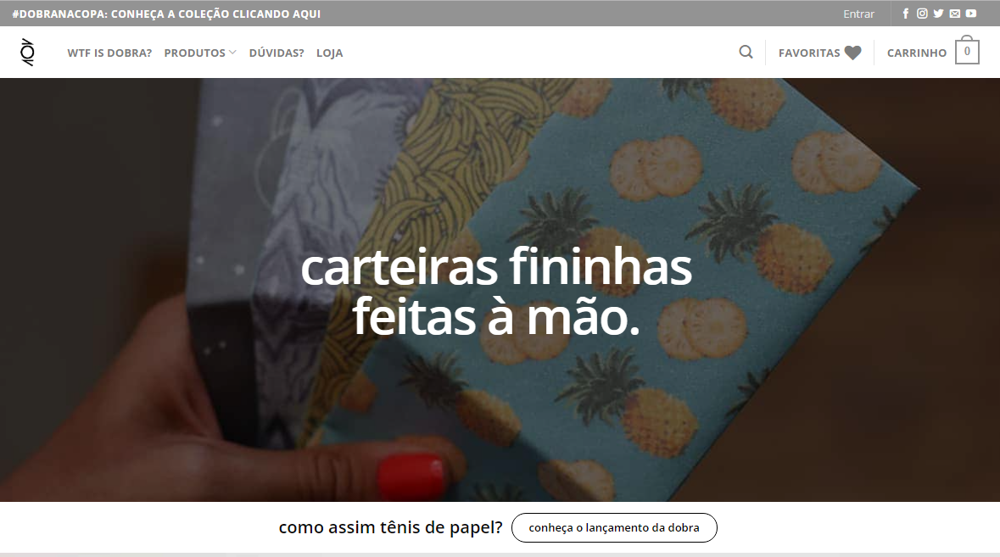 #DOBRANACOPA: CONHEÇA A COLEÇÃO CLICANDO AQUI
Entrar
WTF IS DOBRA?
PRODUTOS
DÚVIDAS?
LOJA
FAVORITAS
CARRINHO
0
carteiras fininhas
feitas à mão.
como assim tênis de papel?
conheça o lançamento da dobra